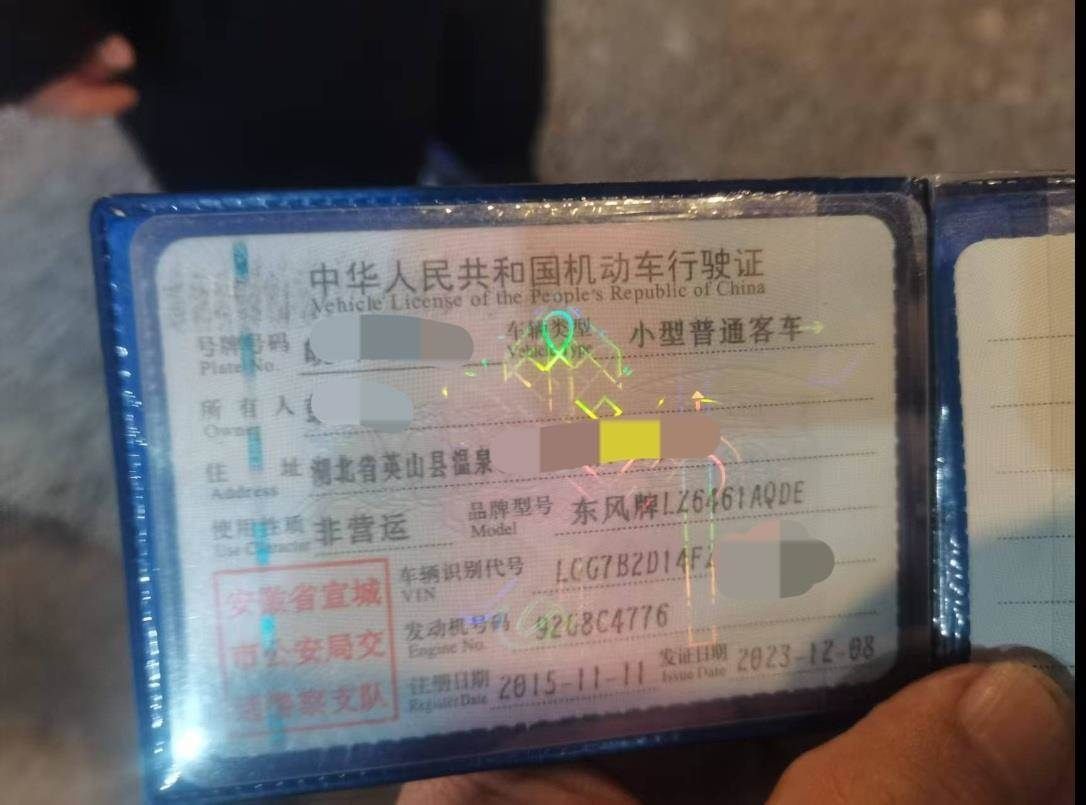 中华人民共和国机动车行驶证
Vehicle License of the People's Republic of China
号牌号码 车辆类型 小型普通客车
Plate No. Vehicle Type
所有人
Owner
住址 湖北省英山县温泉
Address
使用性质 非营运 品牌型号 东风牌LZ6461AQDE
Use Character Model
车辆识别代号 LGG7B2D14FZ
VIN
安徽省宣城
市公安局交
通警察支队
发动机号码 92G8C4776
Engine No.
注册日期 2015-11-11 发证日期 2023-12-08
Register Date Issue Date